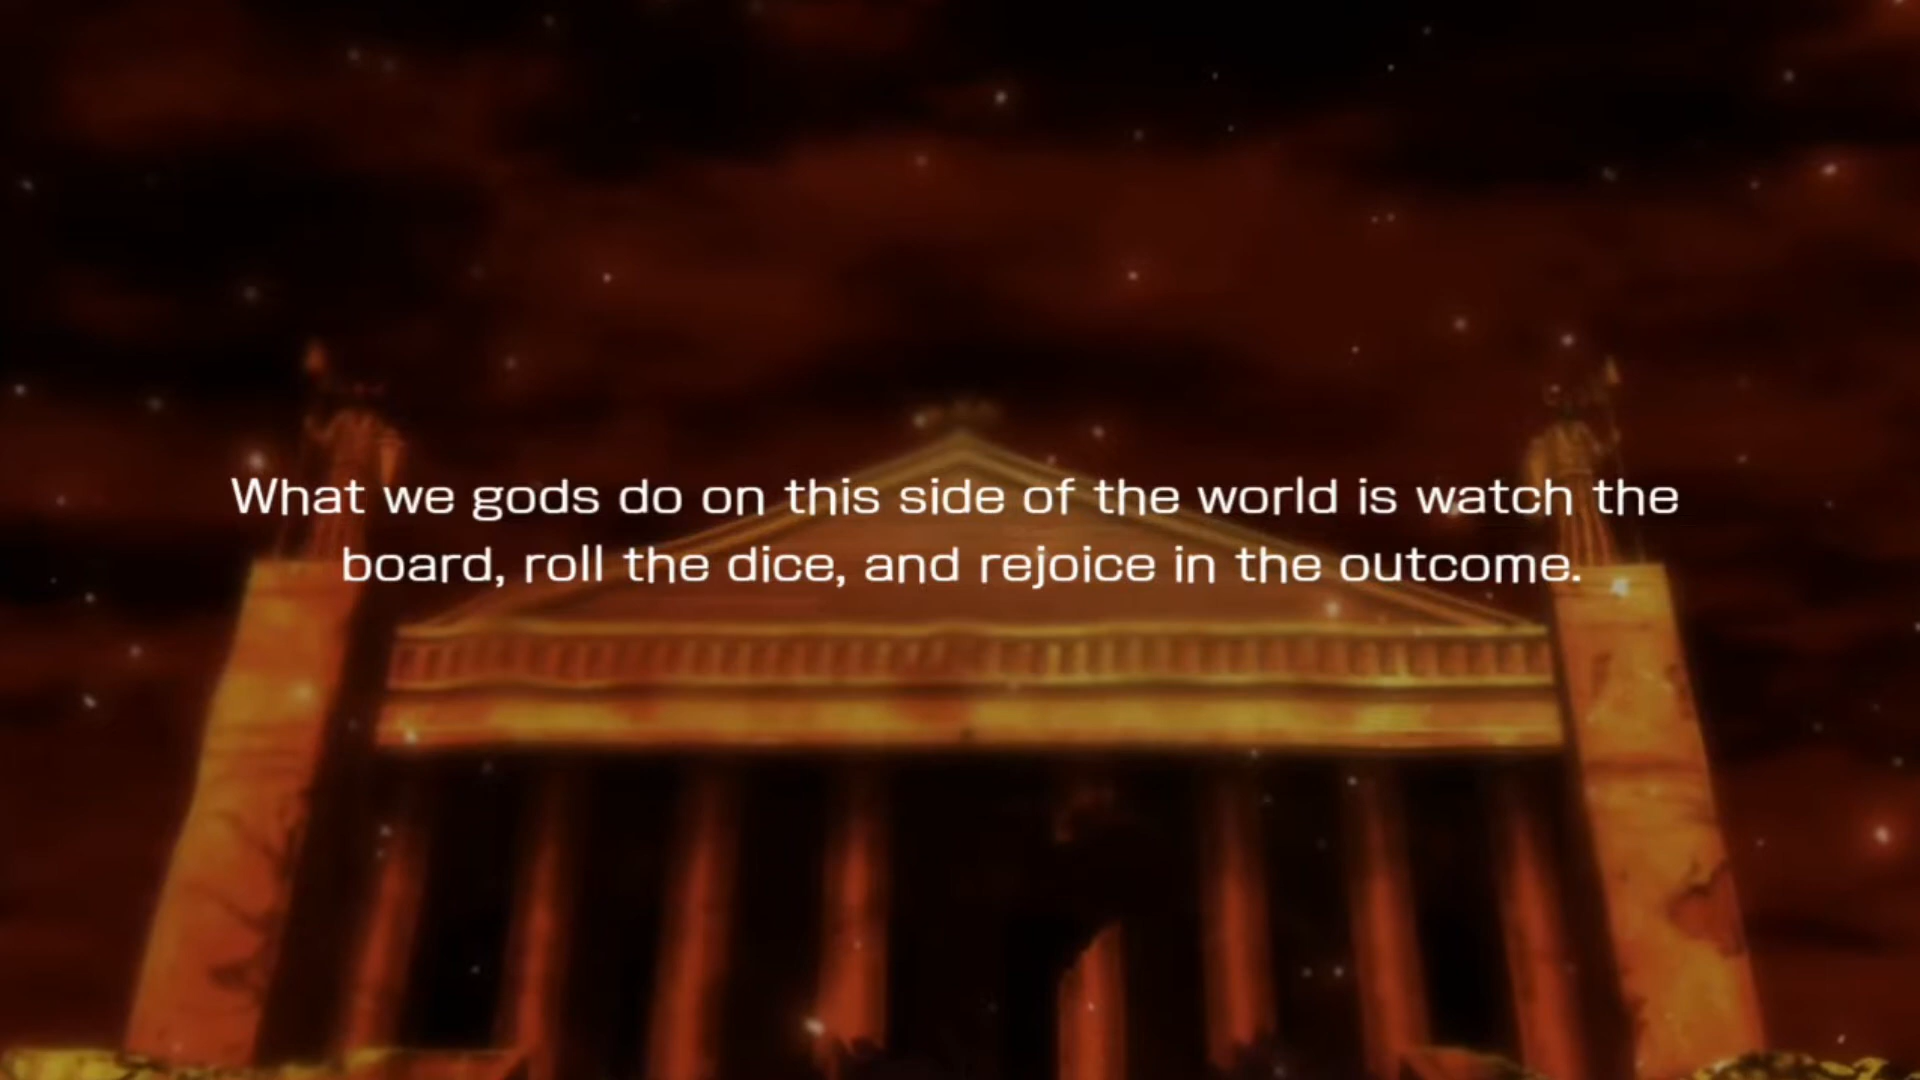 What we gods do on this side of the world is watch the
board, roll the dice, and rejoice in the outcome.